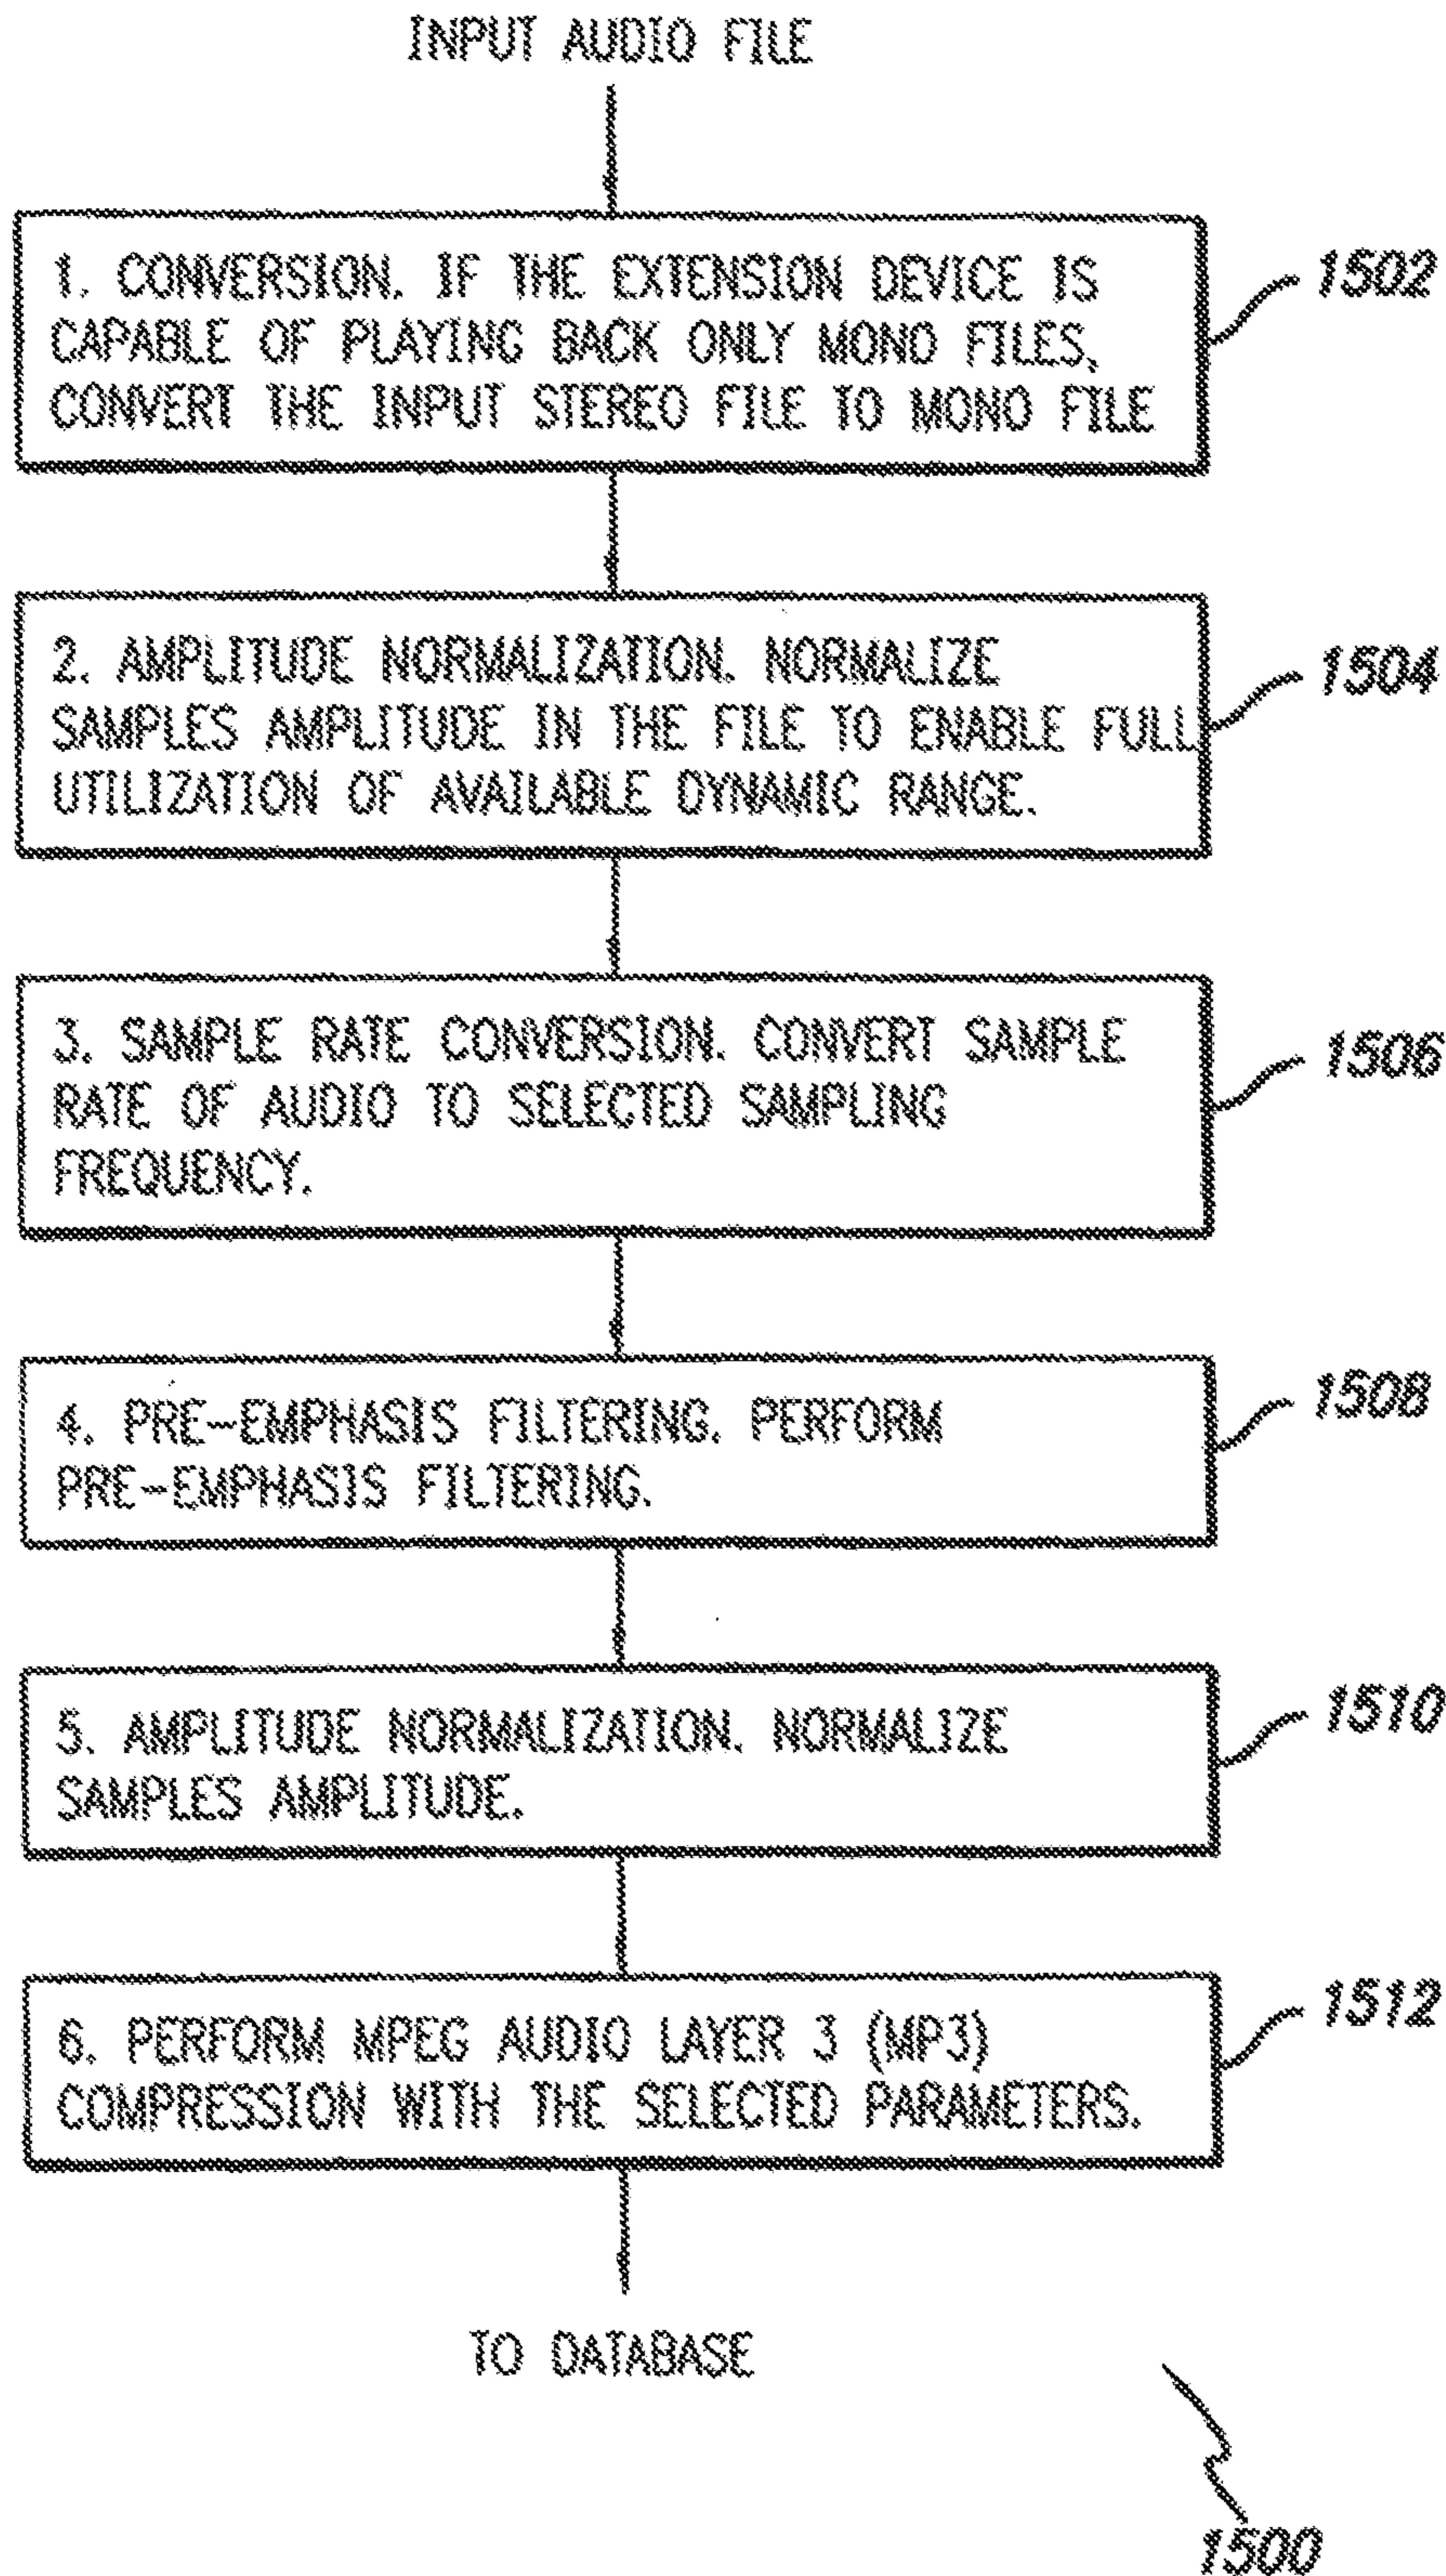 INPUT AUDIO FILE
1. CONVERSION. IF THE EXTENSION DEVICE IS
CAPABLE OF PLAYING BACK ONLY MONO FILES,
CONVERT THE INPUT STEREO FILE TO MONO FILE
1502
2. AMPLITUDE NORMALIZATION. NORMALIZE
SAMPLES AMPLITUDE IN THE FILE TO ENABLE FULL
UTILIZATION OF AVAILABLE DYNAMIC RANGE.
1504
3. SAMPLE RATE CONVERSION. CONVERT SAMPLE
RATE OF AUDIO TO SELECTED SAMPLING
FREQUENCY.
1506
4. PRE-EMPHASIS FILTERING. PERFORM
PRE-EMPHASIS FILTERING.
1508
5. AMPLITUDE NORMALIZATION. NORMALIZE
SAMPLES AMPLITUDE.
1510
6. PERFORM MPEG AUDIO LAYER 3 (MP3)
COMPRESSION WITH THE SELECTED PARAMETERS.
1512
TO DATABASE
1500